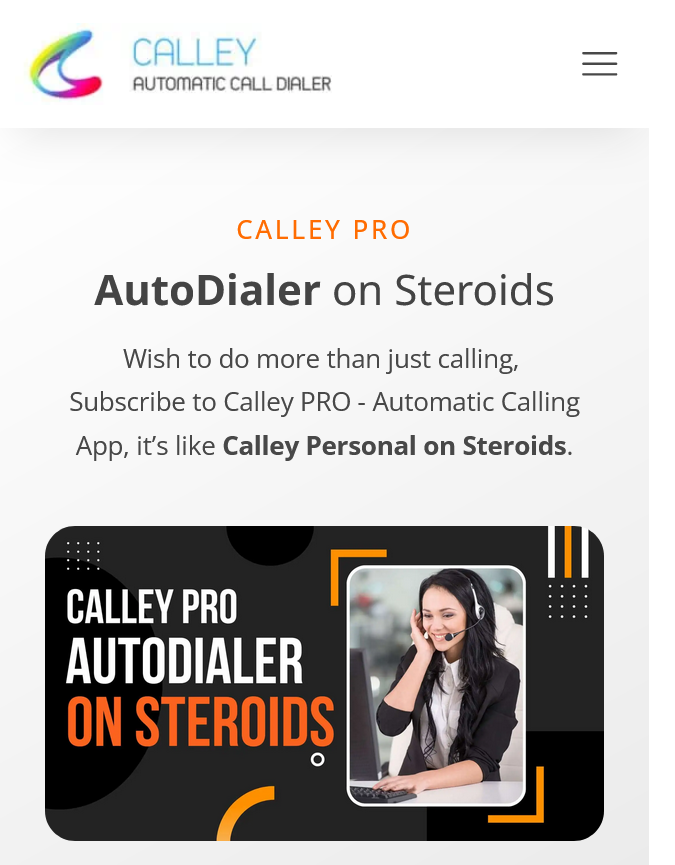 CALLEY
AUTOMATIC CALL DIALER
CALLEY PRO
AutoDialer on Steroids
Wish to do more than just calling,
Subscribe to Calley PRO - Automatic Calling
App, it’s like Calley Personal on Steroids.
CALLEY PRO
AUTODIALER
ON STEROIDS